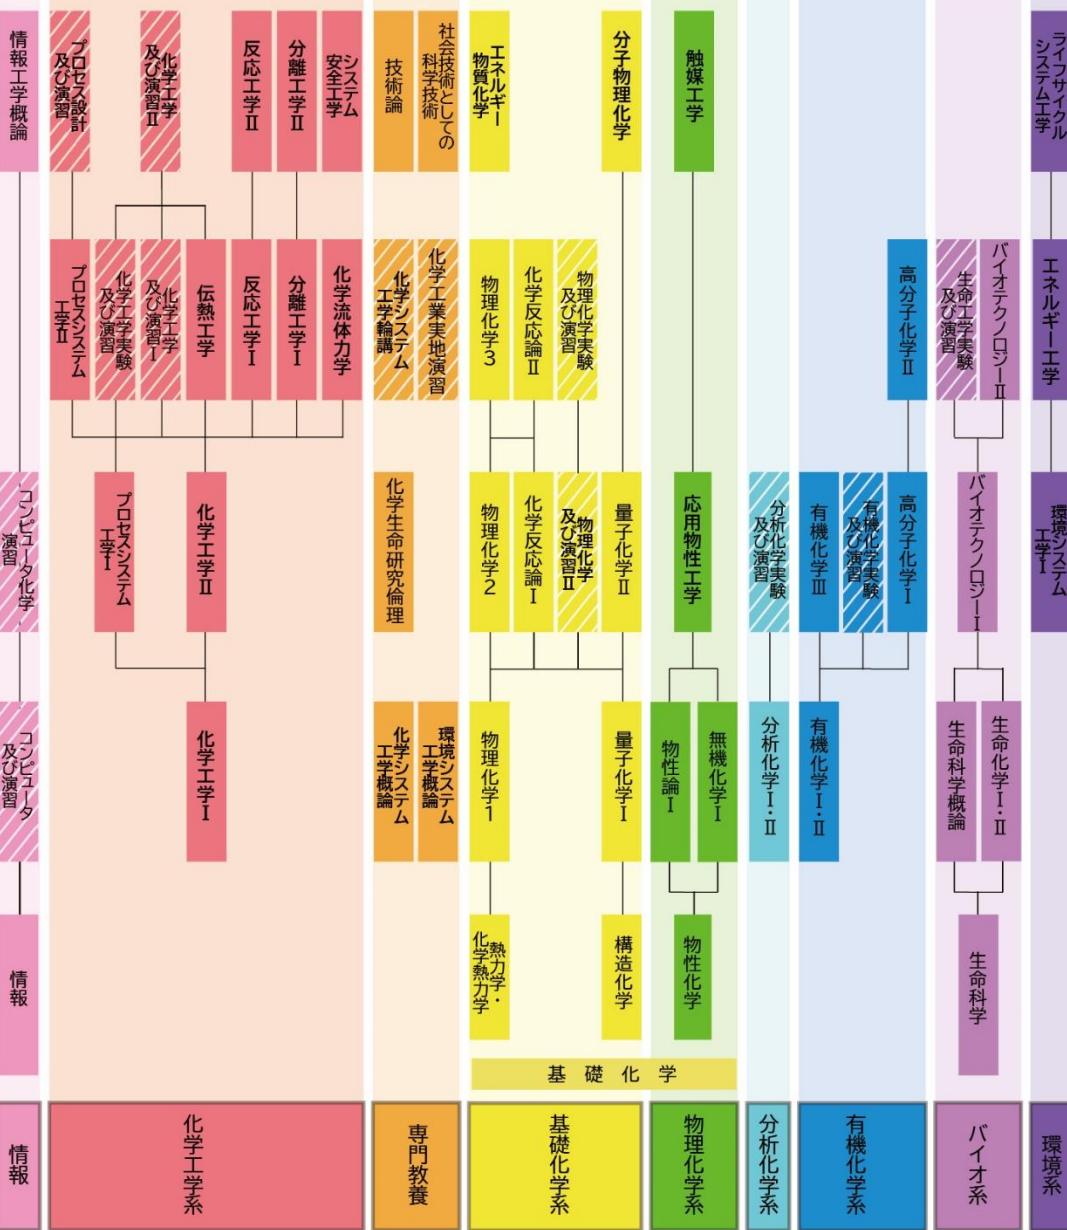 情報工学概論
プロセス設計
及び演習
化学工学
及び演習Ⅱ
反応工学Ⅱ
分離工学Ⅱ
システム
安全工学
技術論
社会技術としての
科学技術
エネルギー
物質化学
分子物理化学
触媒工学
ライフサイクル
システム工学
プロセスシステム
工学Ⅱ
化学工学実験
及び演習
化学工学
及び演習Ⅰ
伝熱工学
反応工学Ⅰ
分離工学Ⅰ
化学流体力学
化学システム
工学輪講
化学工業実地演習
物理化学3
化学反応論Ⅱ
物理化学実験
及び演習
高分子化学Ⅱ
生命工学実験
及び演習
バイオテクノロジーⅡ
エネルギー工学
コンピュータ化学
演習
プロセスシステム
工学Ⅰ
化学工学Ⅱ
化学生命研究倫理
物理化学2
化学反応論Ⅰ
物理化学
及び演習Ⅱ
量子化学Ⅱ
応用物性工学
分析化学実験
及び演習
有機化学Ⅲ
有機化学実験
及び演習
高分子化学Ⅰ
バイオテクノロジーⅠ
環境システム
工学Ⅰ
コンピュータ
及び演習
化学工学Ⅰ
化学システム
工学概論
環境システム
工学概論
物理化学1
量子化学Ⅰ
物性論Ⅰ
無機化学Ⅰ
分析化学Ⅰ・Ⅱ
有機化学Ⅰ・Ⅱ
生命科学概論
生命化学Ⅰ・Ⅱ
情報
熱力学・
化学熱力学
構造化学
物性化学
生命科学
基礎化学
情報
化学工学系
専門教養
基礎化学系
物理化学系
分析化学系
有機化学系
バイオ系
環境系